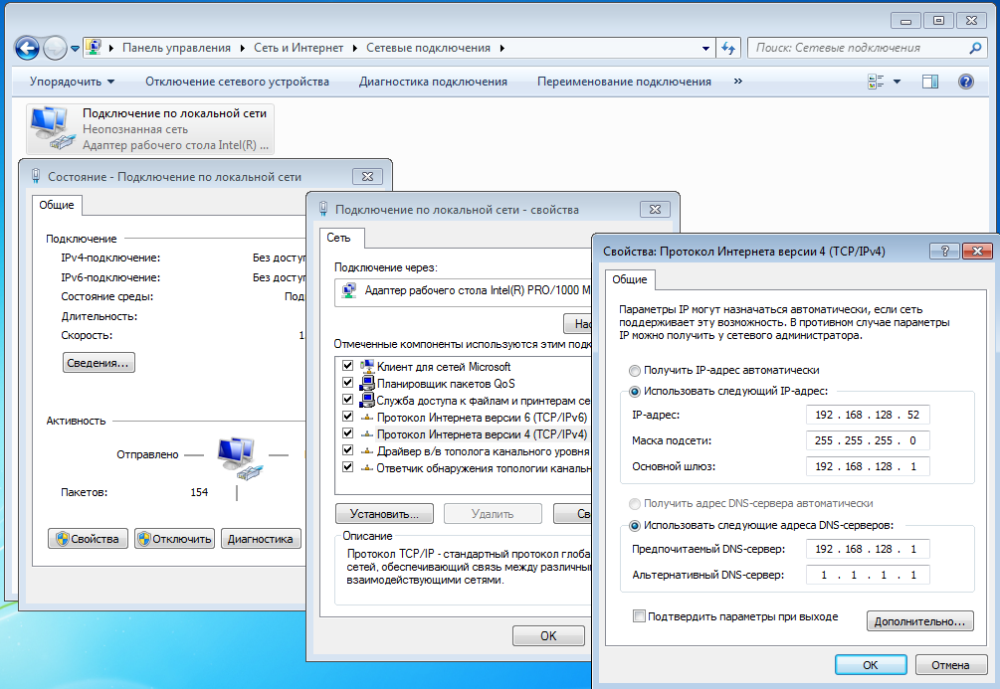 Панель управления
Сеть и Интернет
Сетевые подключения
Поиск: Сетевые подключения
Упорядочить
Отключение сетевого устройства
Диагностика подключения
Переименование подключения
»
Подключение по локальной сети
Неопознанная сеть
Адаптер рабочего стола Intel(R) ...
Состояние - Подключение по локальной сети
Общие
Подключение
IPv4-подключение: Без досту
IPv6-подключение: Без досту
Состояние среды: Под
Длительность:
Скорость: 1
Сведения...
Активность
Отправлено
Пакеты: 154
Свойства
Отключить
Диагностика
Подключение по локальной сети - свойства
Сеть
Подключение через:
Адаптер рабочего стола Intel(R) PRO/1000 M
Нас
Отмеченные компоненты используются этим подк
Клиент для сетей Microsoft
Планировщик пакетов QoS
Служба доступа к файлам и принтерам се
Протокол Интернета версии 6 (TCP/IPv6)
Протокол Интернета версии 4 (TCP/IPv4)
Драйвер в/в тополога канального уровня
Ответчик обнаружения топологии каналь
Установить...
Удалить
Св
Описание
Протокол TCP/IP - стандартный протокол глоба
сетей, обеспечивающий связь между различны
взаимодействующими сетями.
OK
Свойства: Протокол Интернета версии 4 (TCP/IPv4)
Общие
Параметры IP могут назначаться автоматически, если сеть
поддерживает эту возможность. В противном случае параметры
IP можно получить у сетевого администратора.
Получить IP-адрес автоматически
Использовать следующий IP-адрес:
IP-адрес: 192 . 168 . 128 . 52
Маска подсети: 255 . 255 . 255 . 0
Основной шлюз: 192 . 168 . 128 . 1
Получить адрес DNS-сервера автоматически
Использовать следующие адреса DNS-серверов:
Предпочитаемый DNS-сервер: 192 . 168 . 128 . 1
Альтернативный DNS-сервер: 1 . 1 . 1 . 1
Подтвердить параметры при выходе
Дополнительно...
OK
Отмена